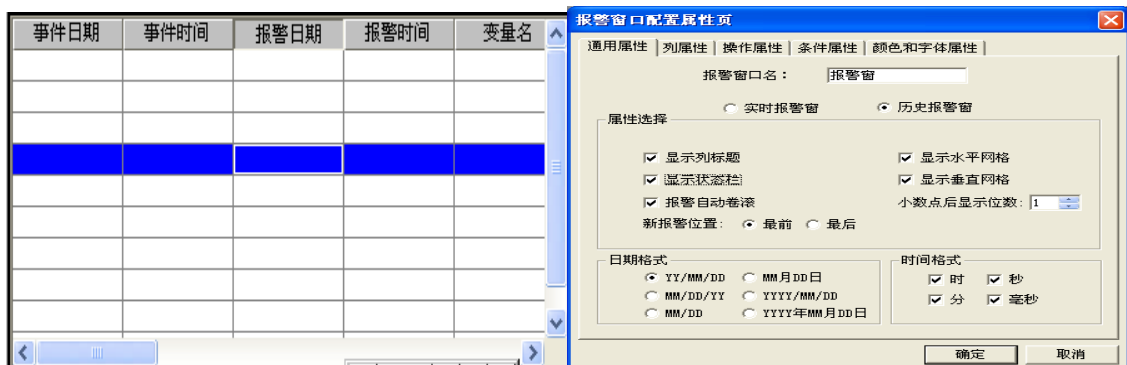 事件日期 事件时间 报警日期 报警时间 变量名
报警窗口配置属性页
通用属性 列属性 操作属性 条件属性 颜色和字体属性
报警窗口名： 报警窗
实时报警窗 历史报警窗
属性选择
显示列标题 显示水平网格
显示状态栏 显示垂直网格
报警自动卷滚 小数点后显示位数: 1
新报警位置: 最前 最后
日期格式 时间格式
YY/MM/DD MM月DD日 时 秒
MM/DD/YY YYYY/MM/DD 分 毫秒
MM/DD YYYY年MM月DD日
确定 取消